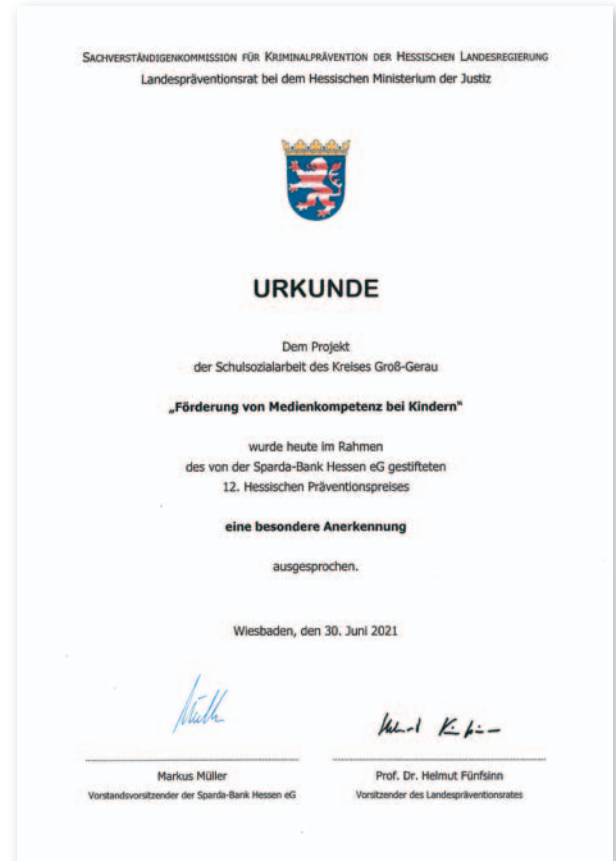 SACHVERSTÄNDIGENKOMMISSION FÜR KRIMINALPRÄVENTION DER HESSISCHEN LANDESREGIERUNG
Landespräventionsrat bei dem Hessischen Ministerium der Justiz
URKUNDE
Dem Projekt
der Schulsozialarbeit des Kreises Groß-Gerau
„Förderung von Medienkompetenz bei Kindern“
wurde heute im Rahmen
des von der Sparda-Bank Hessen eG gestifteten
12. Hessischen Präventionspreises
eine besondere Anerkennung
ausgesprochen.
Wiesbaden, den 30. Juni 2021
Markus Müller
Vorstandsvorsitzender der Sparda-Bank Hessen eG
Prof. Dr. Helmut Fünfsinn
Vorsitzender des Landespräventionsrates